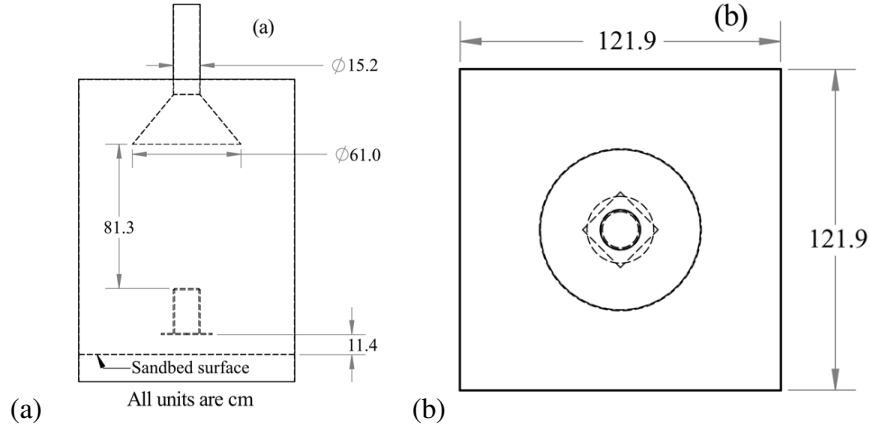 (a)
∅15.2
∅61.0
81.3
11.4
Sandbed surface
All units are cm
(a)
(b)
121.9
121.9
(b)